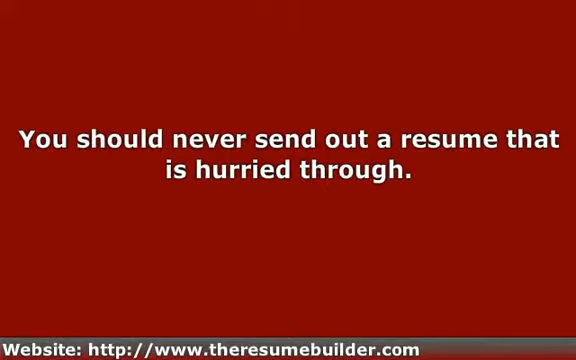 You should never send out a resume that
is hurried through.
Website: http://www.theresumebuilder.com